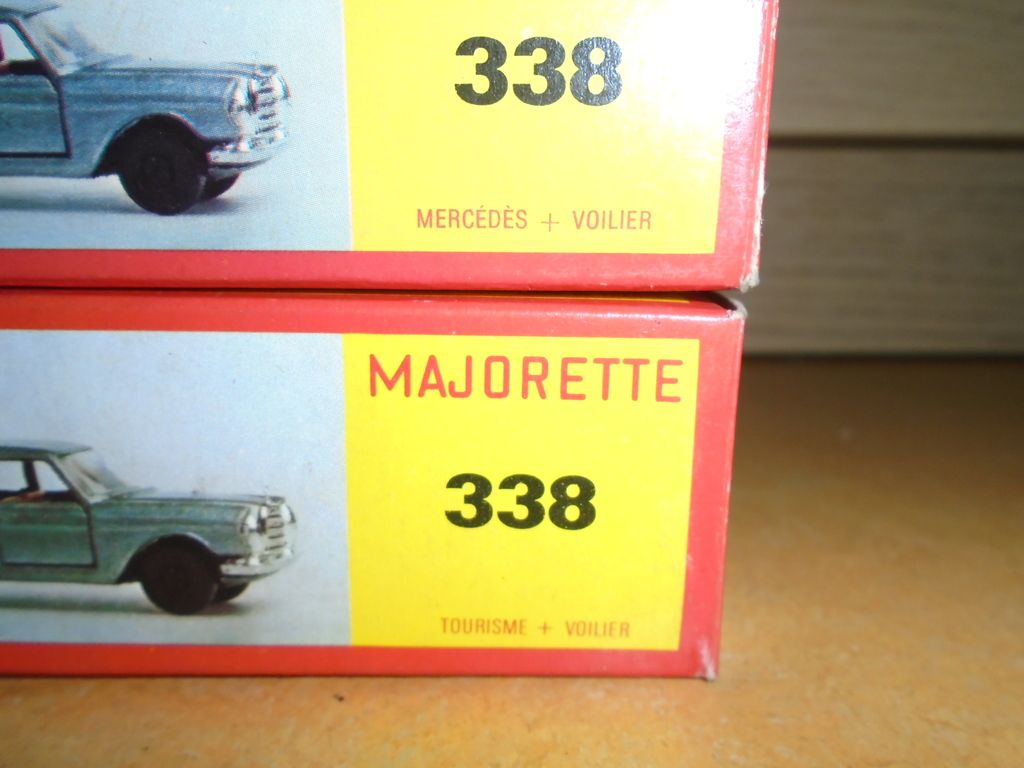 338
MERCÉDÈS + VOILIER
MAJORETTE
338
TOURISME + VOILIER